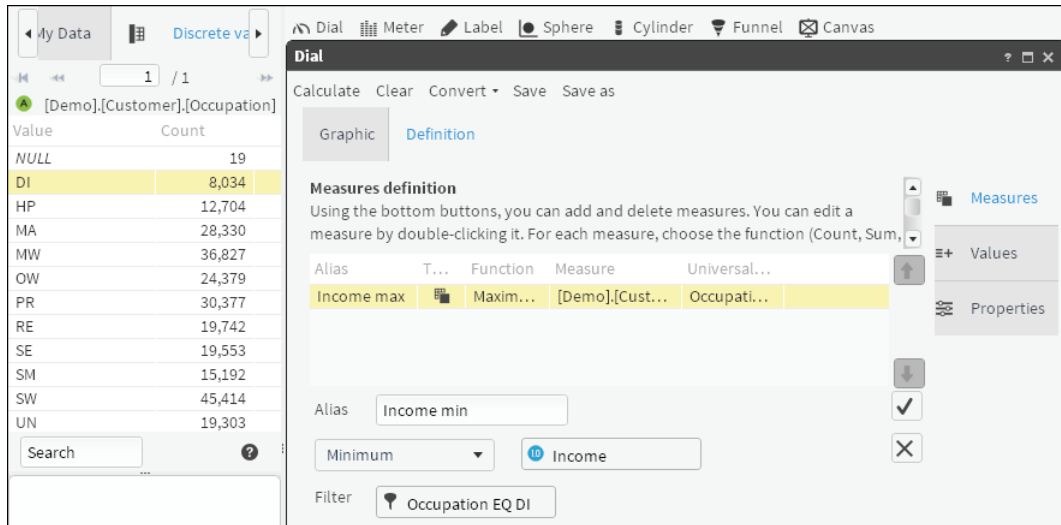 My Data Discrete va
1 / 1
[Demo].[Customer].[Occupation]
Value Count
NULL 19
DI 8,034
HP 12,704
MA 28,330
MW 36,827
OW 24,379
PR 30,377
RE 19,742
SE 19,553
SM 15,192
SW 45,414
UN 19,303
Search
Dial Meter Label Sphere Cylinder Funnel Canvas
Dial
Calculate Clear Convert Save Save as
Graphic Definition
Measures definition
Using the bottom buttons, you can add and delete measures. You can edit a
measure by double-clicking it. For each measure, choose the function (Count, Sum,
Alias T... Function Measure Universal...
Income max Maxim... [Demo].[Cust... Occupati...
Alias Income min
Minimum Income
Filter Occupation EQ DI
Measures
Values
Properties